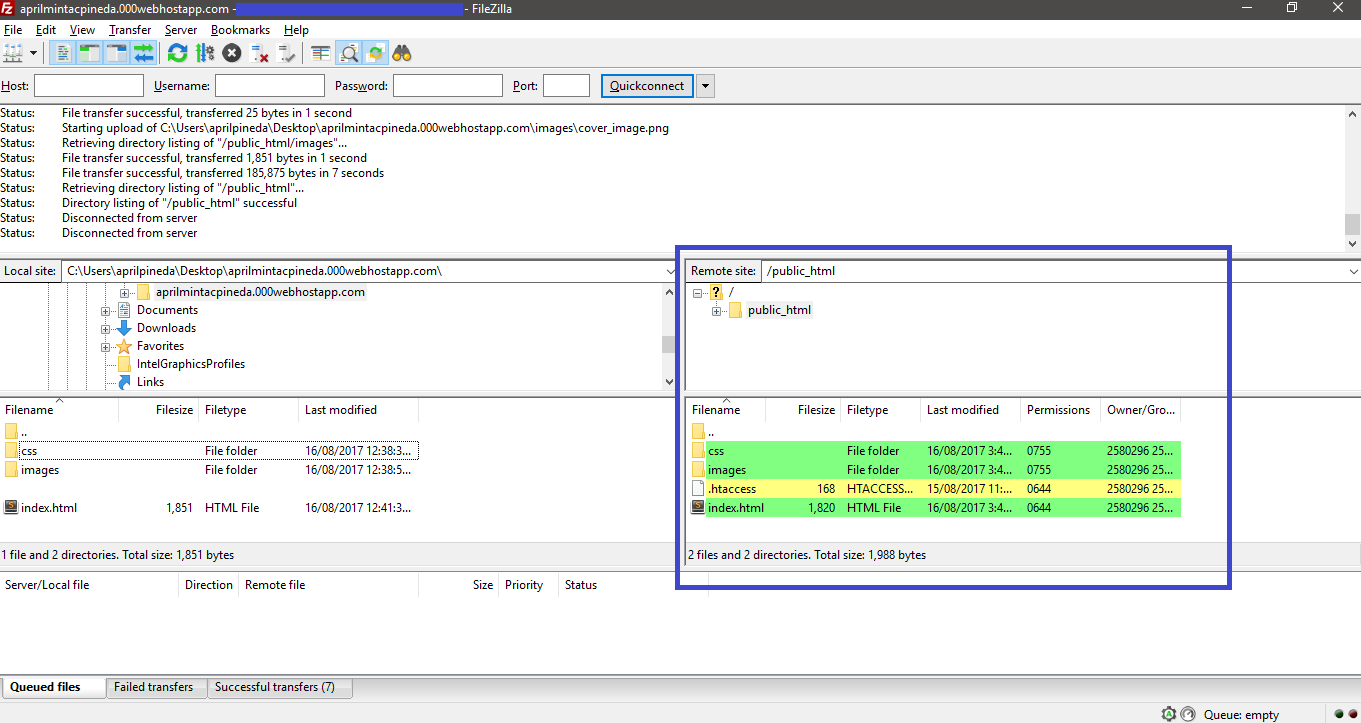 aprilmintacpineda.000webhostapp.com - - FileZilla
File Edit View Transfer Server Bookmarks Help
Host: Username: Password: Port: Quickconnect
Status: File transfer successful, transferred 25 bytes in 1 second
Status: Starting upload of C:\Users\aprilpineda\Desktop\aprilmintacpineda.000webhostapp.com\images\cover_image.png
Status: Retrieving directory listing of "/public_html/images"...
Status: File transfer successful, transferred 1,851 bytes in 1 second
Status: File transfer successful, transferred 185,875 bytes in 7 seconds
Status: Retrieving directory listing of "/public_html"...
Status: Directory listing of "/public_html" successful
Status: Disconnected from server
Status: Disconnected from server
Local site: C:\Users\aprilpineda\Desktop\aprilmintacpineda.000webhostapp.com\
aprilmintacpineda.000webhostapp.com
Documents
Downloads
Favorites
IntelGraphicsProfiles
Links
Filename Filesize Filetype Last modified
..
css File folder 16/08/2017 12:38:3...
images File folder 16/08/2017 12:38:5...
index.html 1,851 HTML File 16/08/2017 12:41:3...
1 file and 2 directories. Total size: 1,851 bytes
Remote site: /public_html
? /
public_html
Filename Filesize Filetype Last modified Permissions Owner/Gro...
..
css File folder 16/08/2017 3:4... 0755 2580296 25...
images File folder 16/08/2017 3:4... 0755 2580296 25...
.htaccess 168 HTACCESS... 15/08/2017 11:... 0644 2580296 25...
index.html 1,820 HTML File 16/08/2017 3:4... 0644 2580296 25...
2 files and 2 directories. Total size: 1,988 bytes
Server/Local file Direction Remote file Size Priority Status
Queued files Failed transfers Successful transfers (7)
Queue: empty